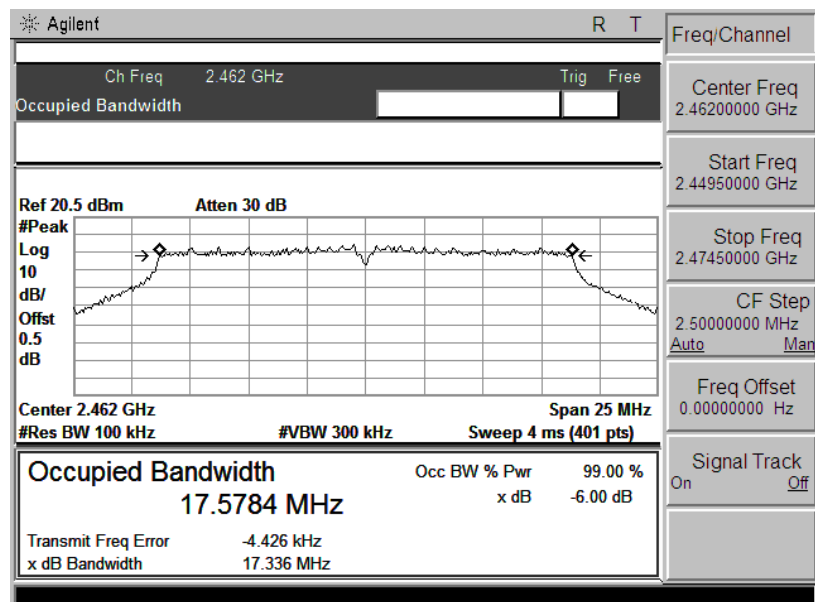 Agilent R T
Ch Freq 2.462 GHz Trig Free
Occupied Bandwidth
Ref 20.5 dBm Atten 30 dB
#Peak
Log
10
dB/
Offst
0.5
dB
Center 2.462 GHz Span 25 MHz
#Res BW 100 kHz #VBW 300 kHz Sweep 4 ms (401 pts)
Occupied Bandwidth Occ BW % Pwr 99.00 %
17.5784 MHz x dB -6.00 dB
Transmit Freq Error -4.426 kHz
x dB Bandwidth 17.336 MHz
Freq/Channel
Center Freq
2.46200000 GHz
Start Freq
2.44950000 GHz
Stop Freq
2.47450000 GHz
CF Step
2.50000000 MHz
Auto Man
Freq Offset
0.00000000 Hz
Signal Track
On Off